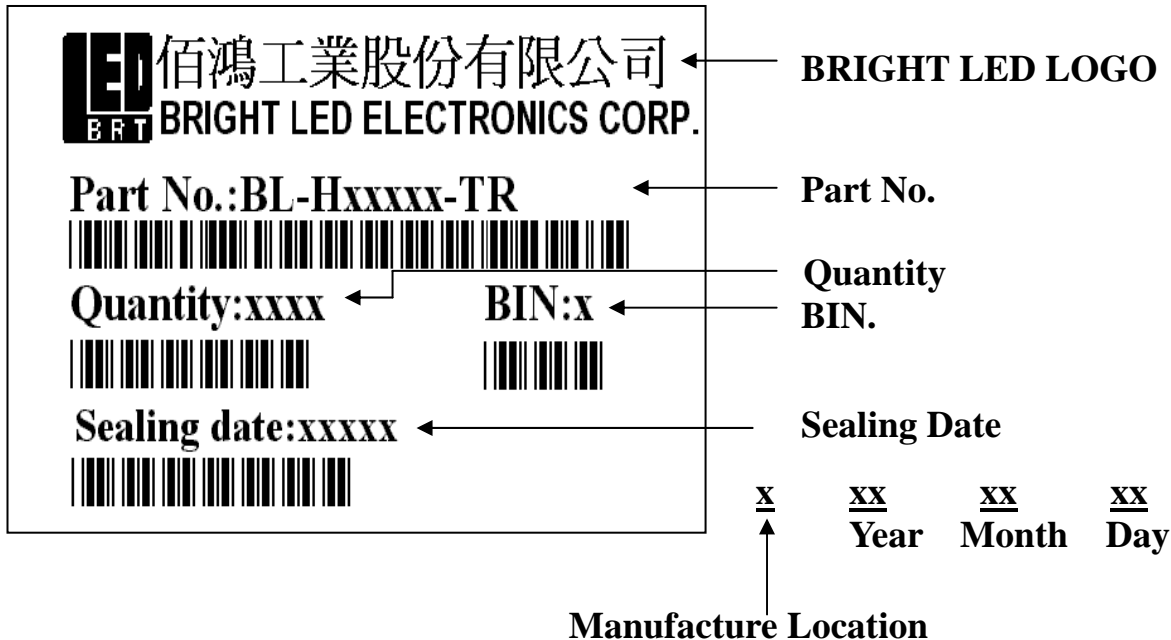 LED 佰鴻工業股份有限公司
BRT BRIGHT LED ELECTRONICS CORP.
BRIGHT LED LOGO
Part No.:BL-Hxxxxx-TR
Part No.
Quantity:xxxx
BIN:x
Quantity
BIN.
Sealing date:xxxxx
Sealing Date
x xx xx xx
Year Month Day
Manufacture Location